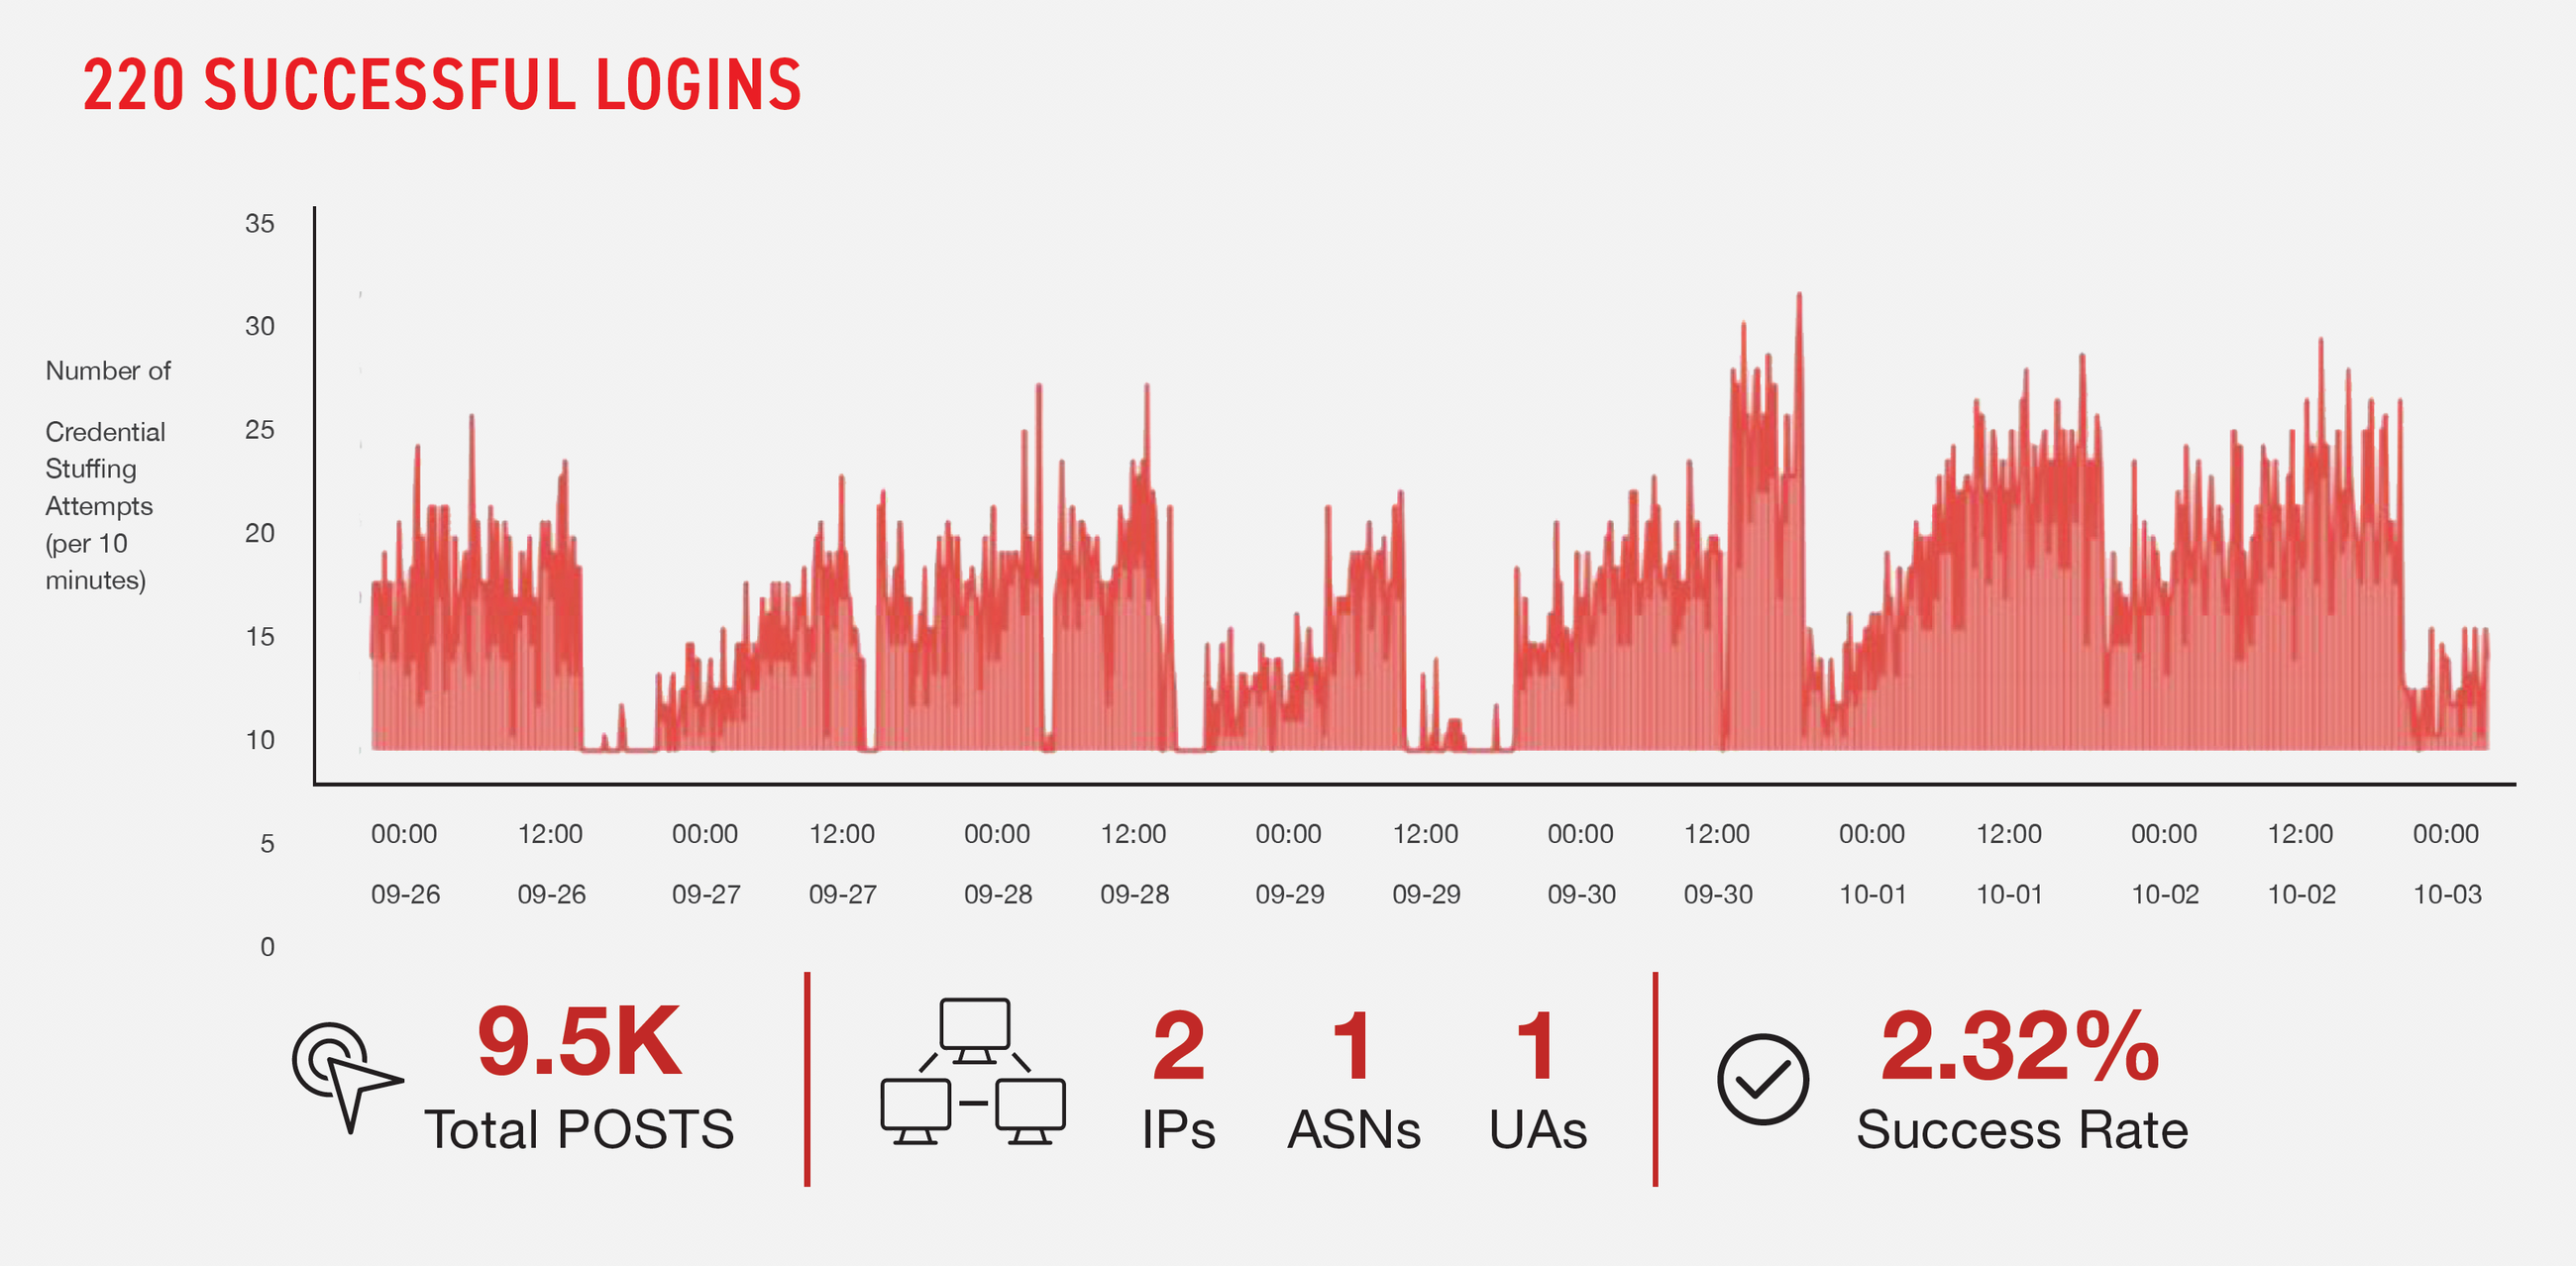 220 SUCCESSFUL LOGINS
Number of
Credential
Stuffing
Attempts
(per 10
minutes)
35
30
25
20
15
10
5
0
00:00 12:00 00:00 12:00 00:00 12:00 00:00 12:00 00:00 12:00 00:00 12:00 00:00 12:00 00:00
09-26 09-26 09-27 09-27 09-28 09-28 09-29 09-29 09-30 09-30 10-01 10-01 10-02 10-02 10-03
9.5K
Total POSTS
2 1 1
IPs ASNs UAs
2.32%
Success Rate